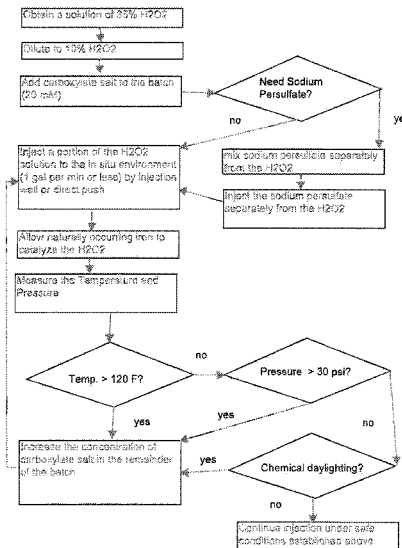 Obtain a solution of 35% H2O2
Dilute to 10% H2O2
Add carboxylate salt to the batch
(20 mM)
Need Sodium
Persulfate?
no
yes
Inject a portion of the H2O2
solution to the in situ environment
(1 gal per min or less) by injection
well or direct push
mix sodium persulfate separately
from the H2O2
Inject the sodium persulfate
separately from the H2O2
Allow naturally occurring iron to
catalyze the H2O2
Measure the Temperature and
Pressure
Temp. > 120 F?
no
Pressure > 30 psi?
yes
yes
no
Increase the concentration of
carboxylate salt in the remainder
of the batch
yes
Chemical daylighting?
no
Continue injection under safe
conditions established above